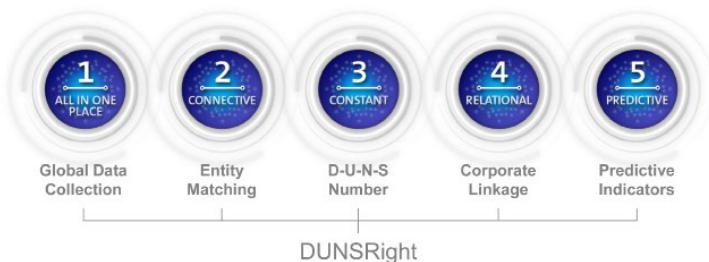 1
ALL IN ONE
PLACE
2
CONNECTIVE
3
CONSTANT
4
RELATIONAL
5
PREDICTIVE
Global Data
Collection
Entity
Matching
D-U-N-S
Number
Corporate
Linkage
Predictive
Indicators
DUNSRight